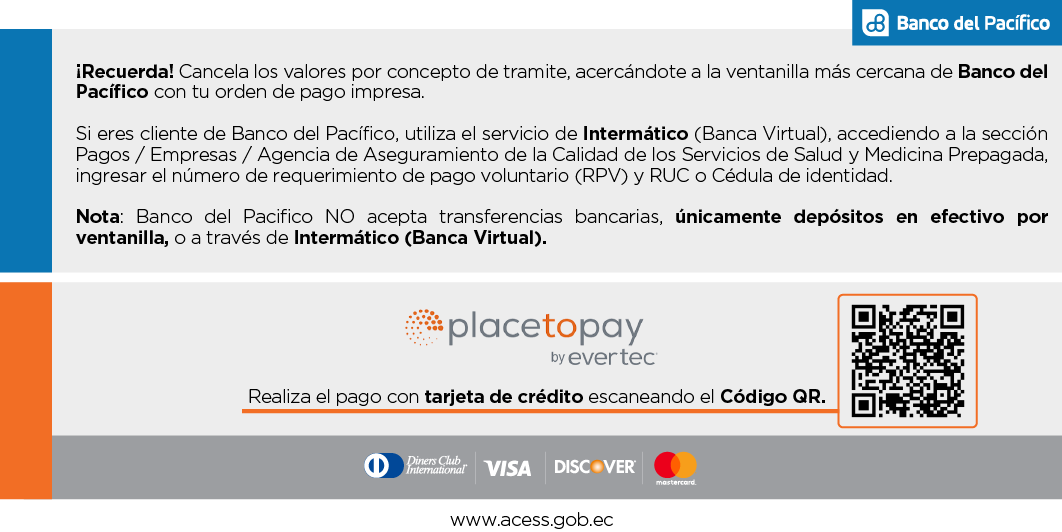 Banco del Pacífico
¡Recuerda! Cancela los valores por concepto de tramite, acercándote a la ventanilla más cercana de Banco del
Pacífico con tu orden de pago impresa.
Si eres cliente de Banco del Pacífico, utiliza el servicio de Intermático (Banca Virtual), accediendo a la sección
Pagos / Empresas / Agencia de Aseguramiento de la Calidad de los Servicios de Salud y Medicina Prepagada,
ingresar el número de requerimiento de pago voluntario (RPV) y RUC o Cédula de identidad.
Nota: Banco del Pacifico NO acepta transferencias bancarias, únicamente depósitos en efectivo por
ventanilla, o a través de Intermático (Banca Virtual).
placetopay
by evertec
Realiza el pago con tarjeta de crédito escaneando el Código QR.
Diners Club
International
VISA
DISCOVER
mastercard.
www.acess.gob.ec